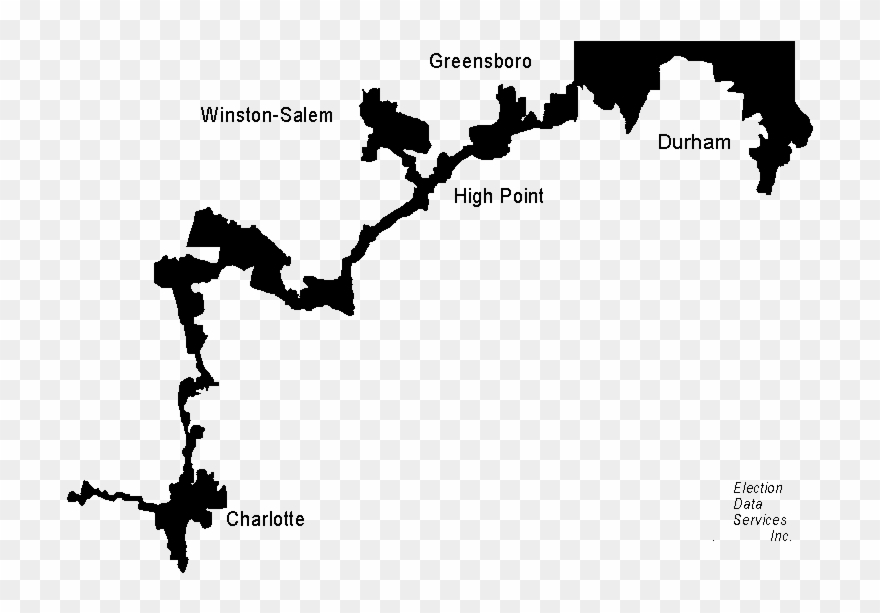 Greensboro
Winston-Salem
Durham
High Point
Charlotte
Election
Data
Services
Inc.